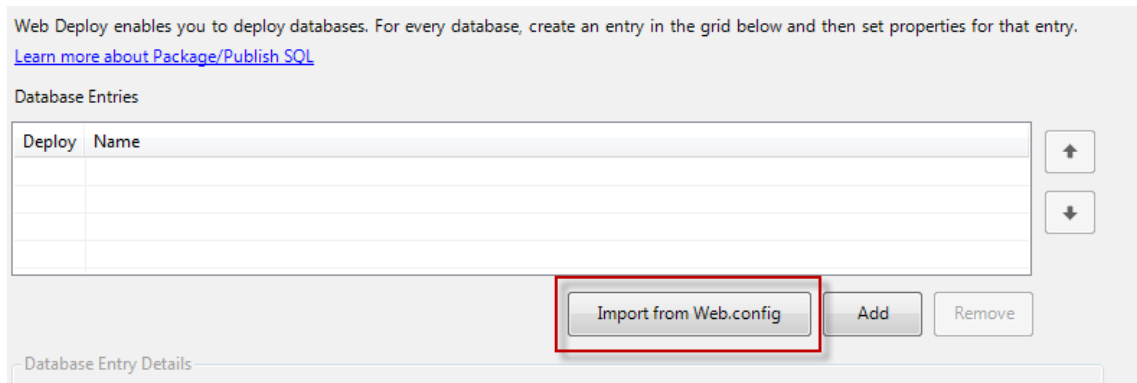 Web Deploy enables you to deploy databases. For every database, create an entry in the grid below and then set properties for that entry.
Learn more about Package/Publish SQL
Database Entries
Deploy Name
Import from Web.config Add Remove
Database Entry Details